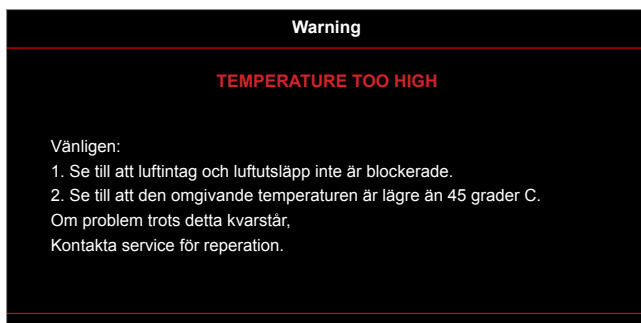 Warning
TEMPERATURE TOO HIGH
Vänligen:
1. Se till att luftintag och luftutsläpp inte är blockerade.
2. Se till att den omgivande temperaturen är lägre än 45 grader C.
Om problem trots detta kvarstår,
Kontakta service för reperation.